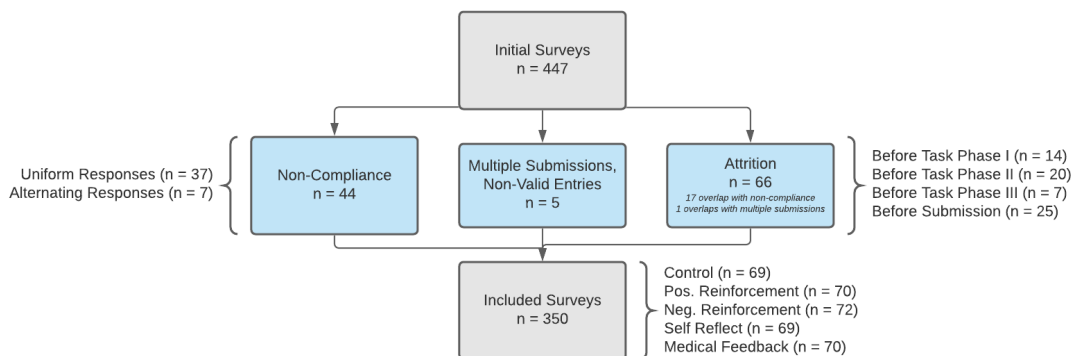 Initial Surveys
n = 447
Uniform Responses (n = 37)
Alternating Responses (n = 7)
Non-Compliance
n = 44
Multiple Submissions,
Non-Valid Entries
n = 5
Attrition
n = 66
17 overlap with non-compliance
1 overlaps with multiple submissions
Before Task Phase I (n = 14)
Before Task Phase II (n = 20)
Before Task Phase III (n = 7)
Before Submission (n = 25)
Included Surveys
n = 350
Control (n = 69)
Pos. Reinforcement (n = 70)
Neg. Reinforcement (n = 72)
Self Reflect (n = 69)
Medical Feedback (n = 70)